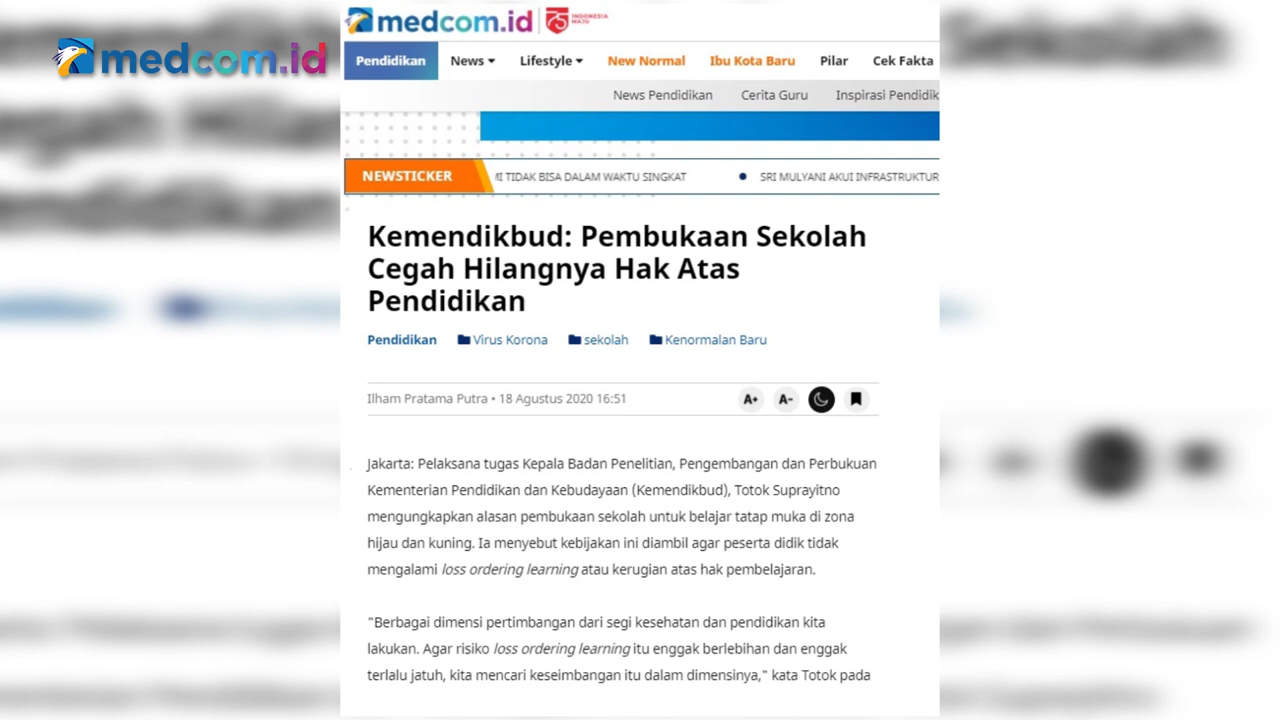 medcom.id
medcom.id 75 INDONESIA MAJU
Pendidikan News Lifestyle New Normal Ibu Kota Baru Pilar Cek Fakta
News Pendidikan Cerita Guru Inspirasi Pendidik
NEWSTICKER MI TIDAK BISA DALAM WAKTU SINGKAT • SRI MULYANI AKUI INFRASTRUKTUR
Kemendikbud: Pembukaan Sekolah
Cegah Hilangnya Hak Atas
Pendidikan
Pendidikan Virus Korona sekolah Kenormalan Baru
Ilham Pratama Putra • 18 Agustus 2020 16:51 A+ A-
Jakarta: Pelaksana tugas Kepala Badan Penelitian, Pengembangan dan Perbukuan
Kementerian Pendidikan dan Kebudayaan (Kemendikbud), Totok Suprayitno
mengungkapkan alasan pembukaan sekolah untuk belajar tatap muka di zona
hijau dan kuning. Ia menyebut kebijakan ini diambil agar peserta didik tidak
mengalami loss ordering learning atau kerugian atas hak pembelajaran.
"Berbagai dimensi pertimbangan dari segi kesehatan dan pendidikan kita
lakukan. Agar risiko loss ordering learning itu enggak berlebihan dan enggak
terlalu jatuh, kita mencari keseimbangan itu dalam dimensinya," kata Totok pada